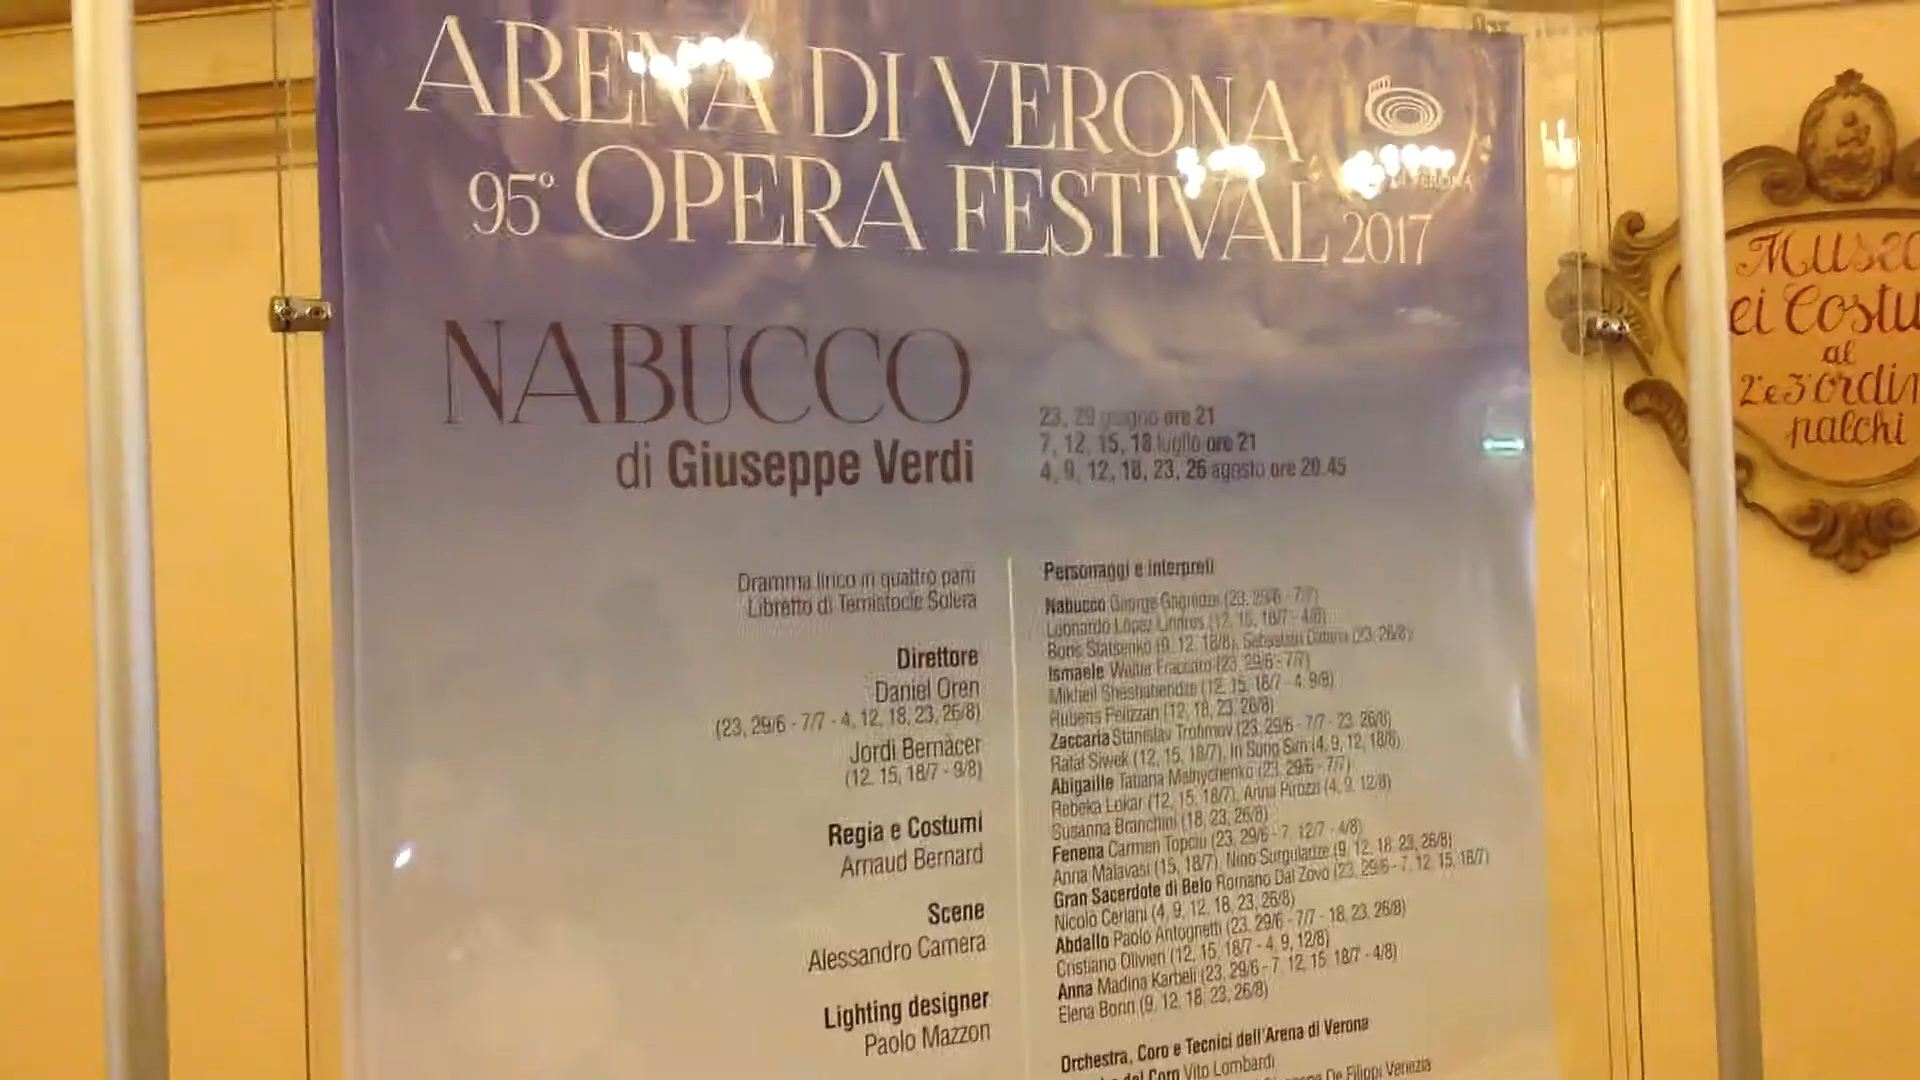 ARENA DI VERONA
95° OPERA FESTIVAL 2017
DI VERONA
NABUCCO
di Giuseppe Verdi
23, 29 giugno ore 21
7, 12, 15, 18 luglio ore 21
4, 9, 12, 18, 23, 26 agosto ore 20.45
Dramma lirico in quattro parti
Libretto di Temistocle Solera
Direttore
Daniel Oren
(23, 29/6 - 7/7 - 4, 12, 18, 23, 26/8)
Jordi Bernàcer
(12, 15, 18/7 - 9/8)
Regia e Costumi
Arnaud Bernard
Scene
Alessandro Camera
Lighting designer
Paolo Mazzon
Personaggi e interpreti
Nabucco George Gagnidze (23, 29/6 - 7/7)
Leonardo López Linares (12, 15, 18/7 - 4/8)
Boris Statsenko (9, 12, 18/8), Sebastian Catana (23, 26/8)
Ismaele Walter Fraccaro (23, 29/6 - 7/7)
Mikheil Sheshaberidze (12, 15, 18/7 - 4, 9/8)
Rubens Pelizzari (12, 18, 23, 26/8)
Zaccaria Stanislav Trofimov (23, 29/6 - 7/7 - 23, 26/8)
Rafał Siwek (12, 15, 18/7), In Sung Sim (4, 9, 12, 18/8)
Abigaille Tatiana Melnychenko (23, 29/6 - 7/7)
Rebeka Lokar (12, 15, 18/7), Anna Pirozzi (4, 9, 12/8)
Susanna Branchini (18, 23, 26/8)
Fenena Carmen Topciu (23, 29/6 - 7, 12/7 - 4/8)
Anna Malavasi (15, 18/7), Nino Surguladze (9, 12, 18, 23, 26/8)
Gran Sacerdote di Belo Romano Dal Zovo (23, 29/6 - 7, 12, 15, 18/7)
Nicolò Ceriani (4, 9, 12, 18, 23, 26/8)
Abdallo Paolo Antognetti (23, 29/6 - 7/7 - 18, 23, 26/8)
Cristiano Olivieri (12, 15, 18/7 - 4, 9, 12/8)
Anna Madina Karbeli (23, 29/6 - 7, 12, 15, 18/7 - 4/8)
Elena Borin (9, 12, 18, 23, 26/8)
Orchestra, Coro e Tecnici dell'Arena di Verona
del Coro Vito Lombardi
De Filippi Venezia
Museo
ei Costu
al
2° e 3° ordin
palchi